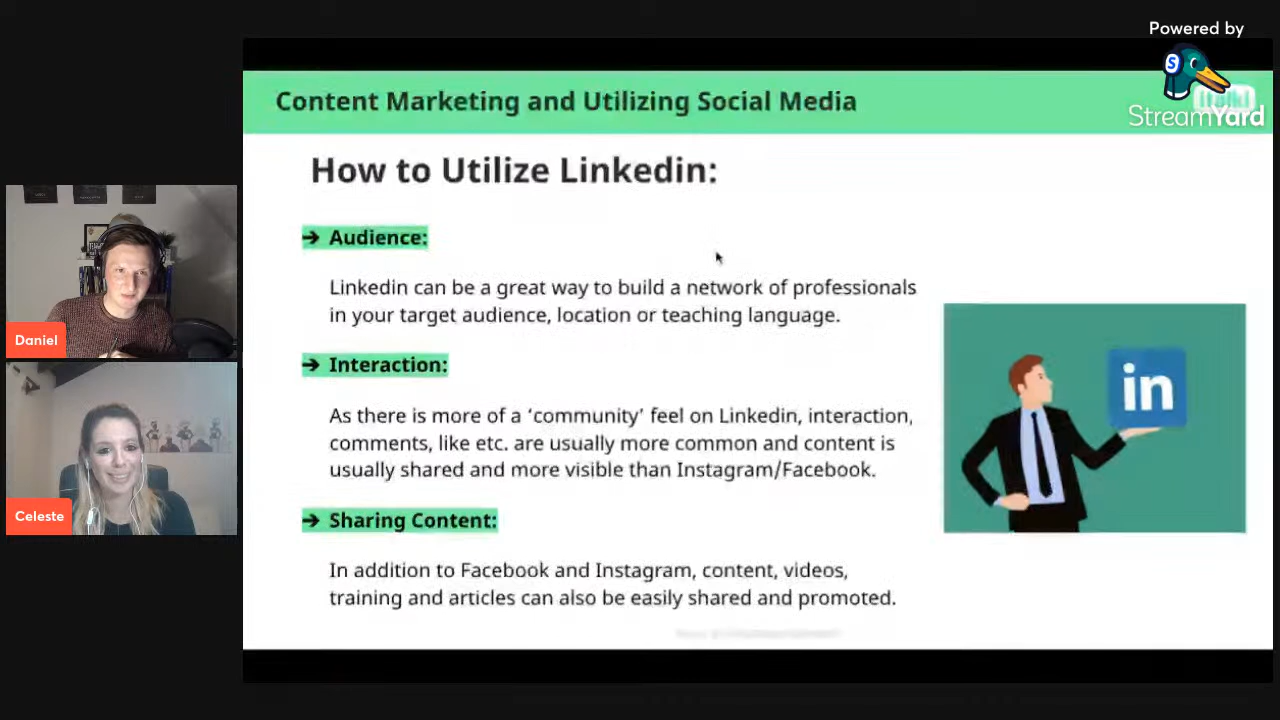 Powered by
StreamYard
Content Marketing and Utilizing Social Media
How to Utilize Linkedin:
→ Audience:
Linkedin can be a great way to build a network of professionals
in your target audience, location or teaching language.
→ Interaction:
As there is more of a ‘community’ feel on Linkedin, interaction,
comments, like etc. are usually more common and content is
usually shared and more visible than Instagram/Facebook.
→ Sharing Content:
In addition to Facebook and Instagram, content, videos,
training and articles can also be easily shared and promoted.
in
Daniel
Celeste